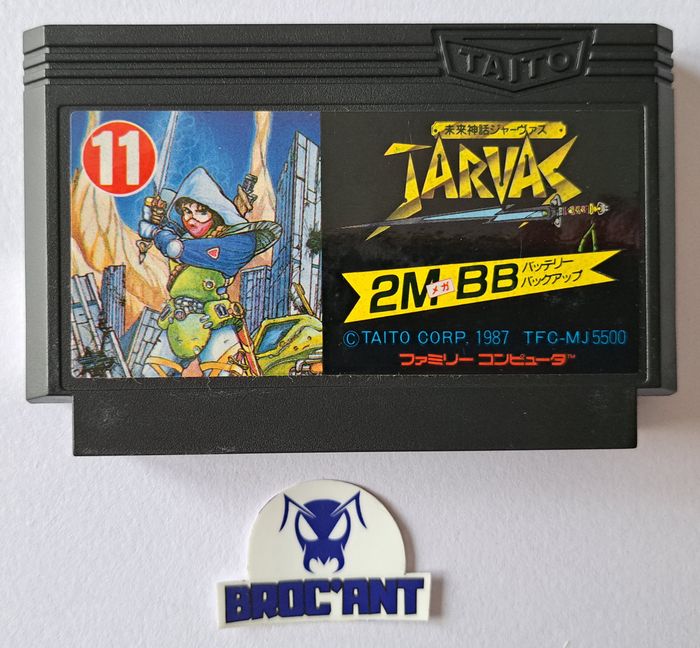 TAITO
11
未来神話ジャーヴァス
JARVAS
2M メガ BB バッテリー
バックアップ
©TAITO CORP. 1987 TFC-MJ5500
ファミリー コンピュータ™
BROC'ANT